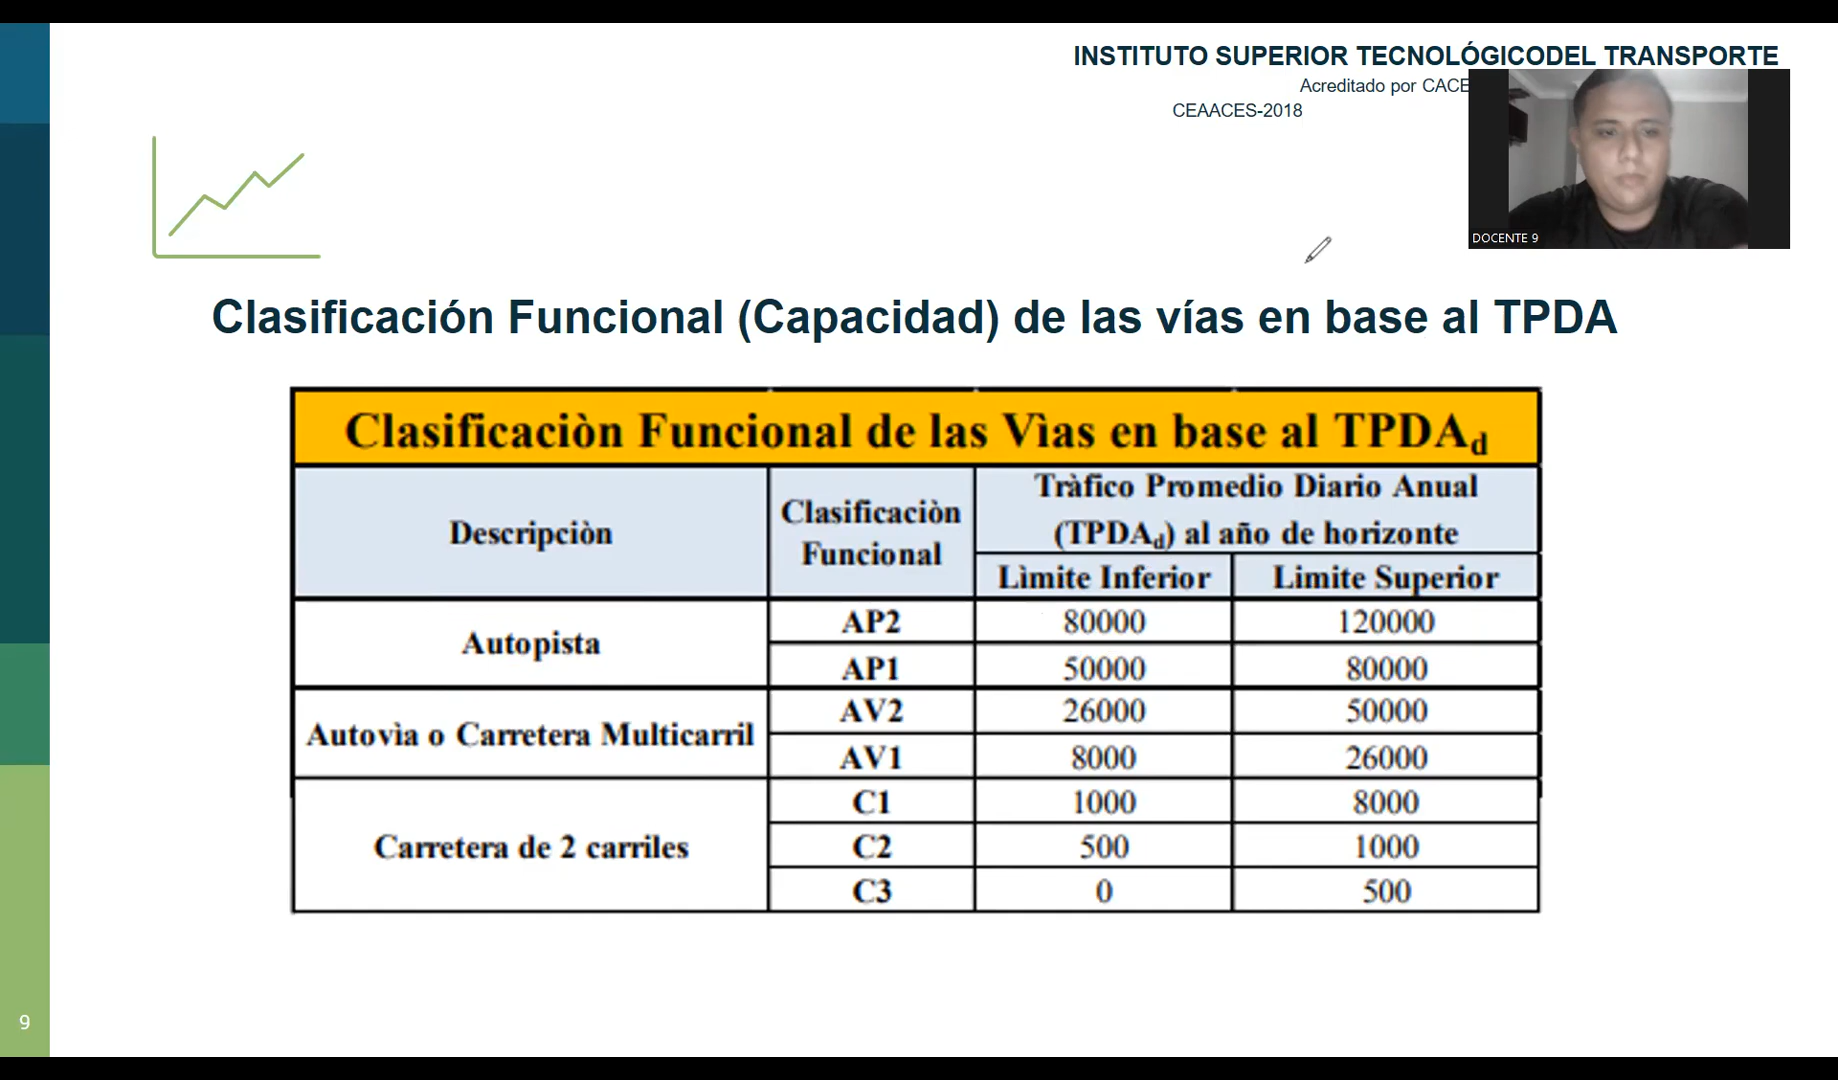 INSTITUTO SUPERIOR TECNOLÓGICODEL TRANSPORTE
Acreditado por
CEAACES-2018
DOCENTE 9
Clasificación Funcional (Capacidad) de las vías en base al TPDA
Clasificaciòn Funcional de las Vìas en base al TPDAd
Descripciòn
Clasificaciòn
Funcional
Tràfico Promedio Diario Anual
(TPDAd) al año de horizonte
Lìmite Inferior
Limite Superior
Autopista
AP2 80000 120000
AP1 50000 80000
Autovìa o Carretera Multicarril
AV2 26000 50000
AV1 8000 26000
Carretera de 2 carriles
C1 1000 8000
C2 500 1000
C3 0 500
9